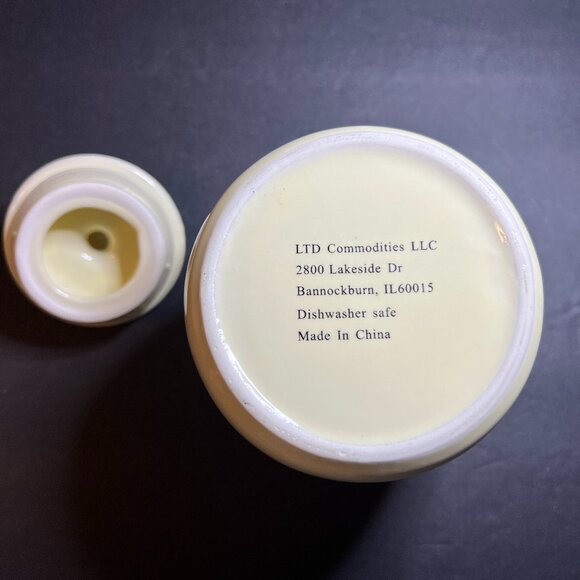 LTD Commodities LLC
2800 Lakeside Dr
Bannockburn, IL60015
Dishwasher safe
Made In China